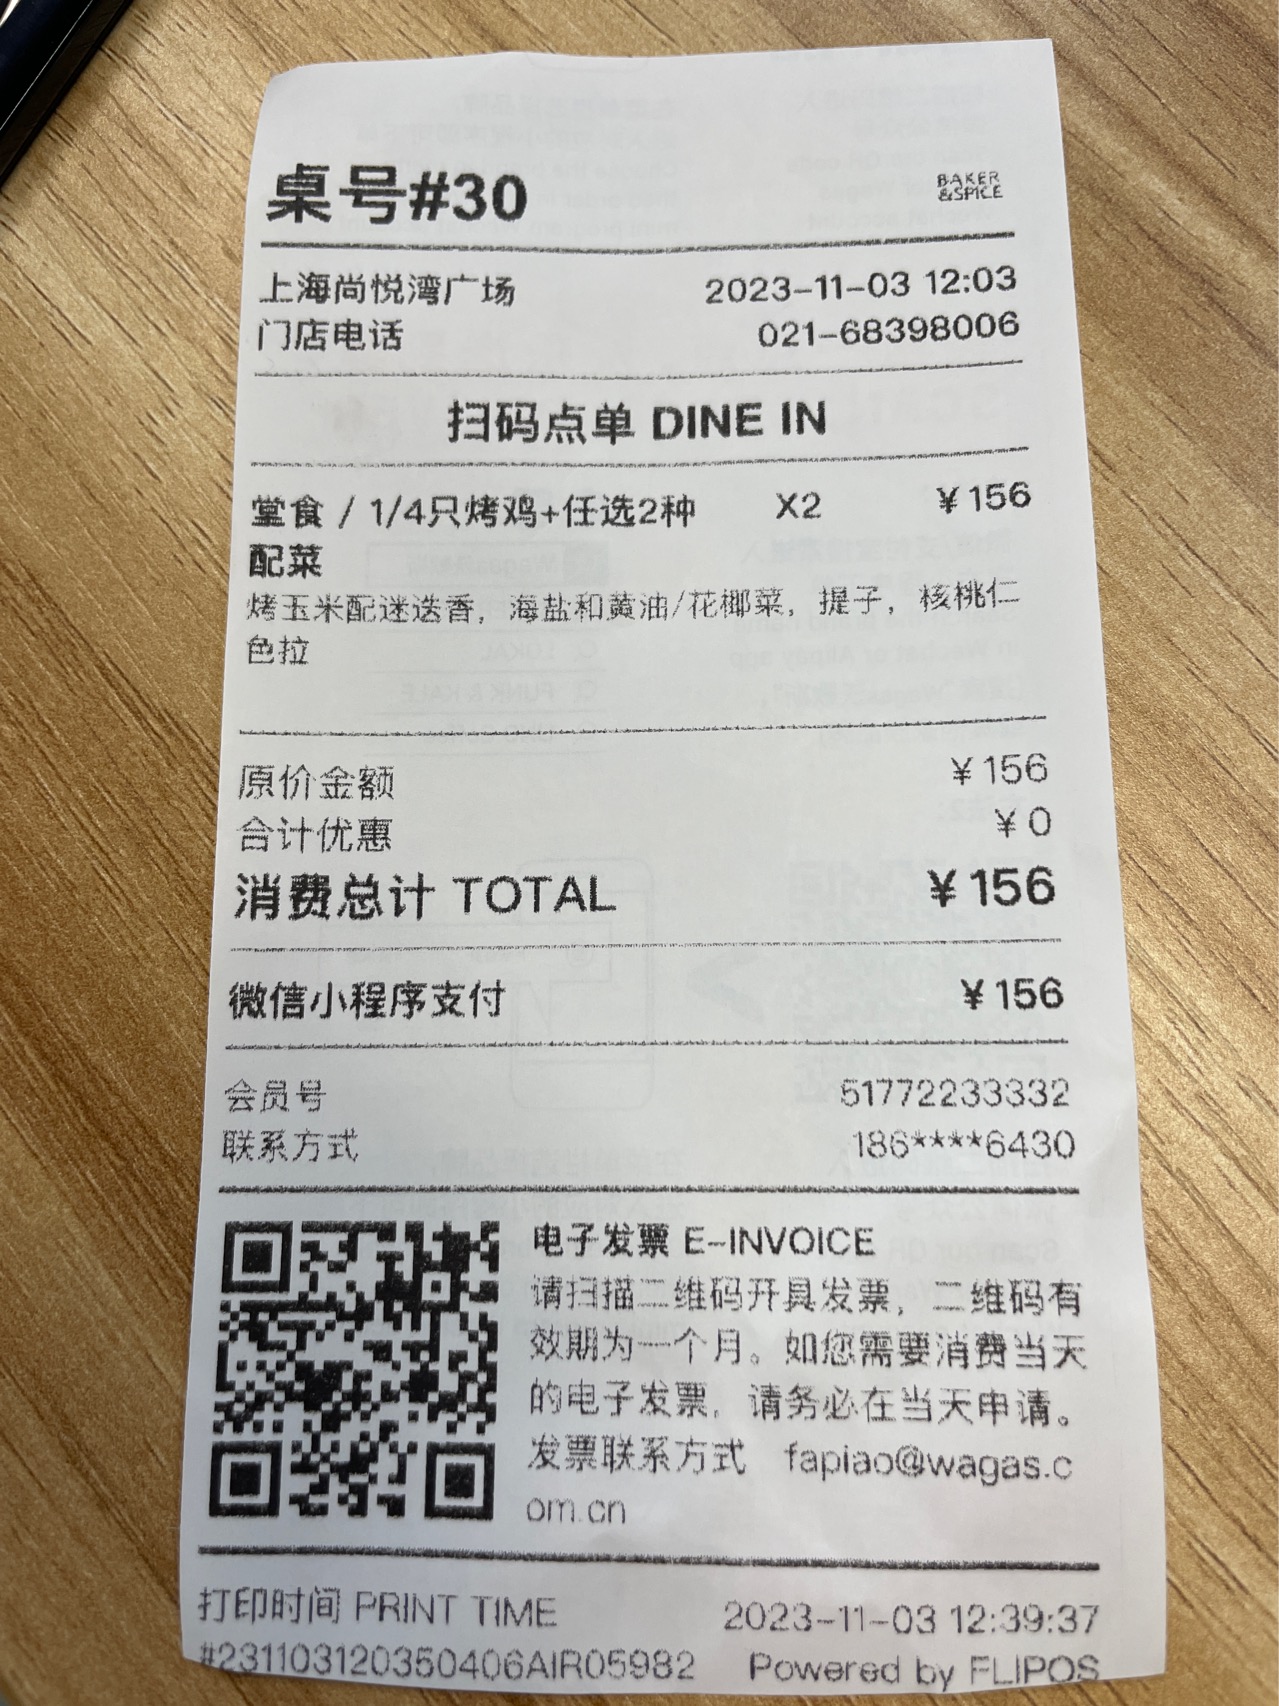 桌号#30
BAKER
&SPICE
上海尚悦湾广场 2023-11-03 12:03
门店电话 021-68398006
扫码点单 DINE IN
堂食 / 1/4只烤鸡+任选2种 X2 ¥156
配菜
烤玉米配迷迭香，海盐和黄油/花椰菜，提子，核桃仁
色拉
原价金额 ¥156
合计优惠 ¥0
消费总计 TOTAL ¥156
微信小程序支付 ¥156
会员号 51772233332
联系方式 186****6430
电子发票 E-INVOICE
请扫描二维码开具发票，二维码有
效期为一个月。如您需要消费当天
的电子发票，请务必在当天申请。
发票联系方式 fapiao@wagas.c
om.cn
打印时间 PRINT TIME 2023-11-03 12:39:37
#231103120350406AIR05982 Powered by FLIPOS